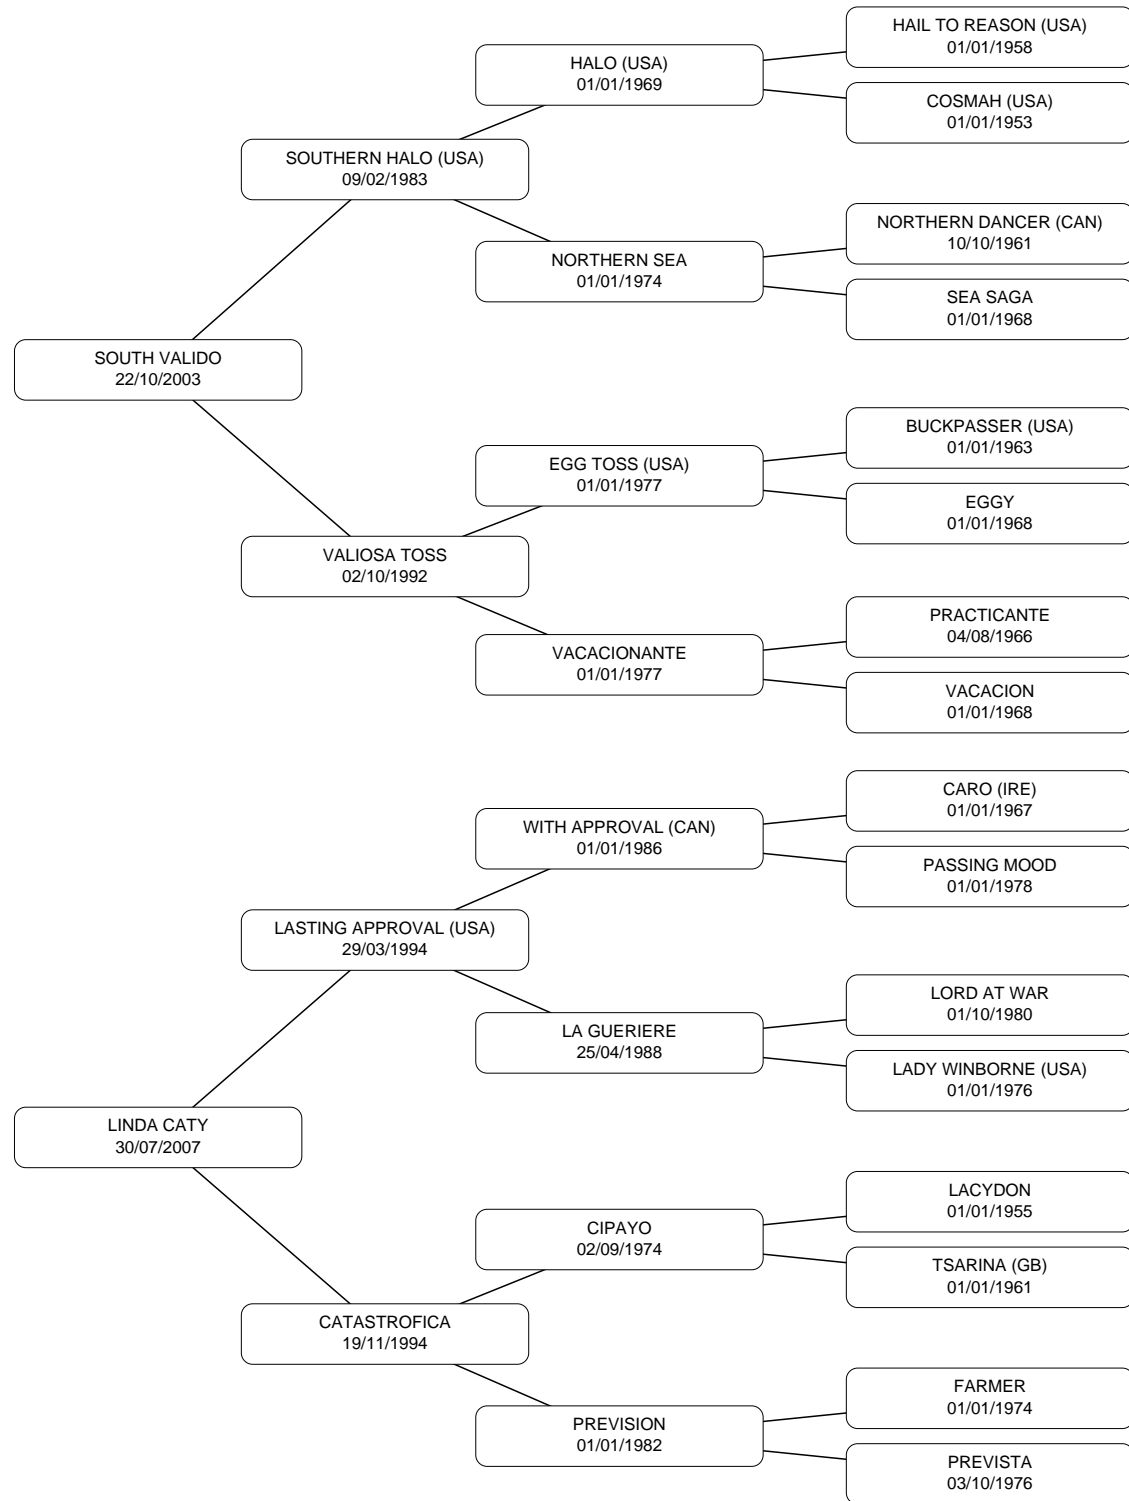 HAIL TO REASON (USA)
01/01/1958
HALO (USA)
01/01/1969
COSMAH (USA)
01/01/1953
SOUTHERN HALO (USA)
09/02/1983
NORTHERN DANCER (CAN)
10/10/1961
NORTHERN SEA
01/01/1974
SEA SAGA
01/01/1968
SOUTH VALIDO
22/10/2003
BUCKPASSER (USA)
01/01/1963
EGG TOSS (USA)
01/01/1977
EGGY
01/01/1968
VALIOSA TOSS
02/10/1992
PRACTICANTE
04/08/1966
VACACIONANTE
01/01/1977
VACACION
01/01/1968
CARO (IRE)
01/01/1967
WITH APPROVAL (CAN)
01/01/1986
PASSING MOOD
01/01/1978
LASTING APPROVAL (USA)
29/03/1994
LORD AT WAR
01/10/1980
LA GUERIERE
25/04/1988
LADY WINBORNE (USA)
01/01/1976
LINDA CATY
30/07/2007
LACYDON
01/01/1955
CIPAYO
02/09/1974
TSARINA (GB)
01/01/1961
CATASTROFICA
19/11/1994
FARMER
01/01/1974
PREVISION
01/01/1982
PREVISTA
03/10/1976